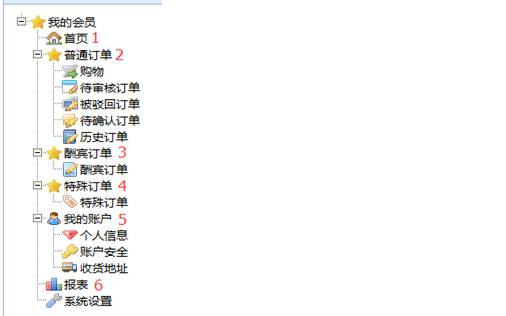 我的会员
首页 1
普通订单 2
购物
待审核订单
被驳回订单
待确认订单
历史订单
酬宾订单 3
酬宾订单
特殊订单 4
特殊订单
我的账户 5
个人信息
账户安全
收货地址
报表 6
系统设置